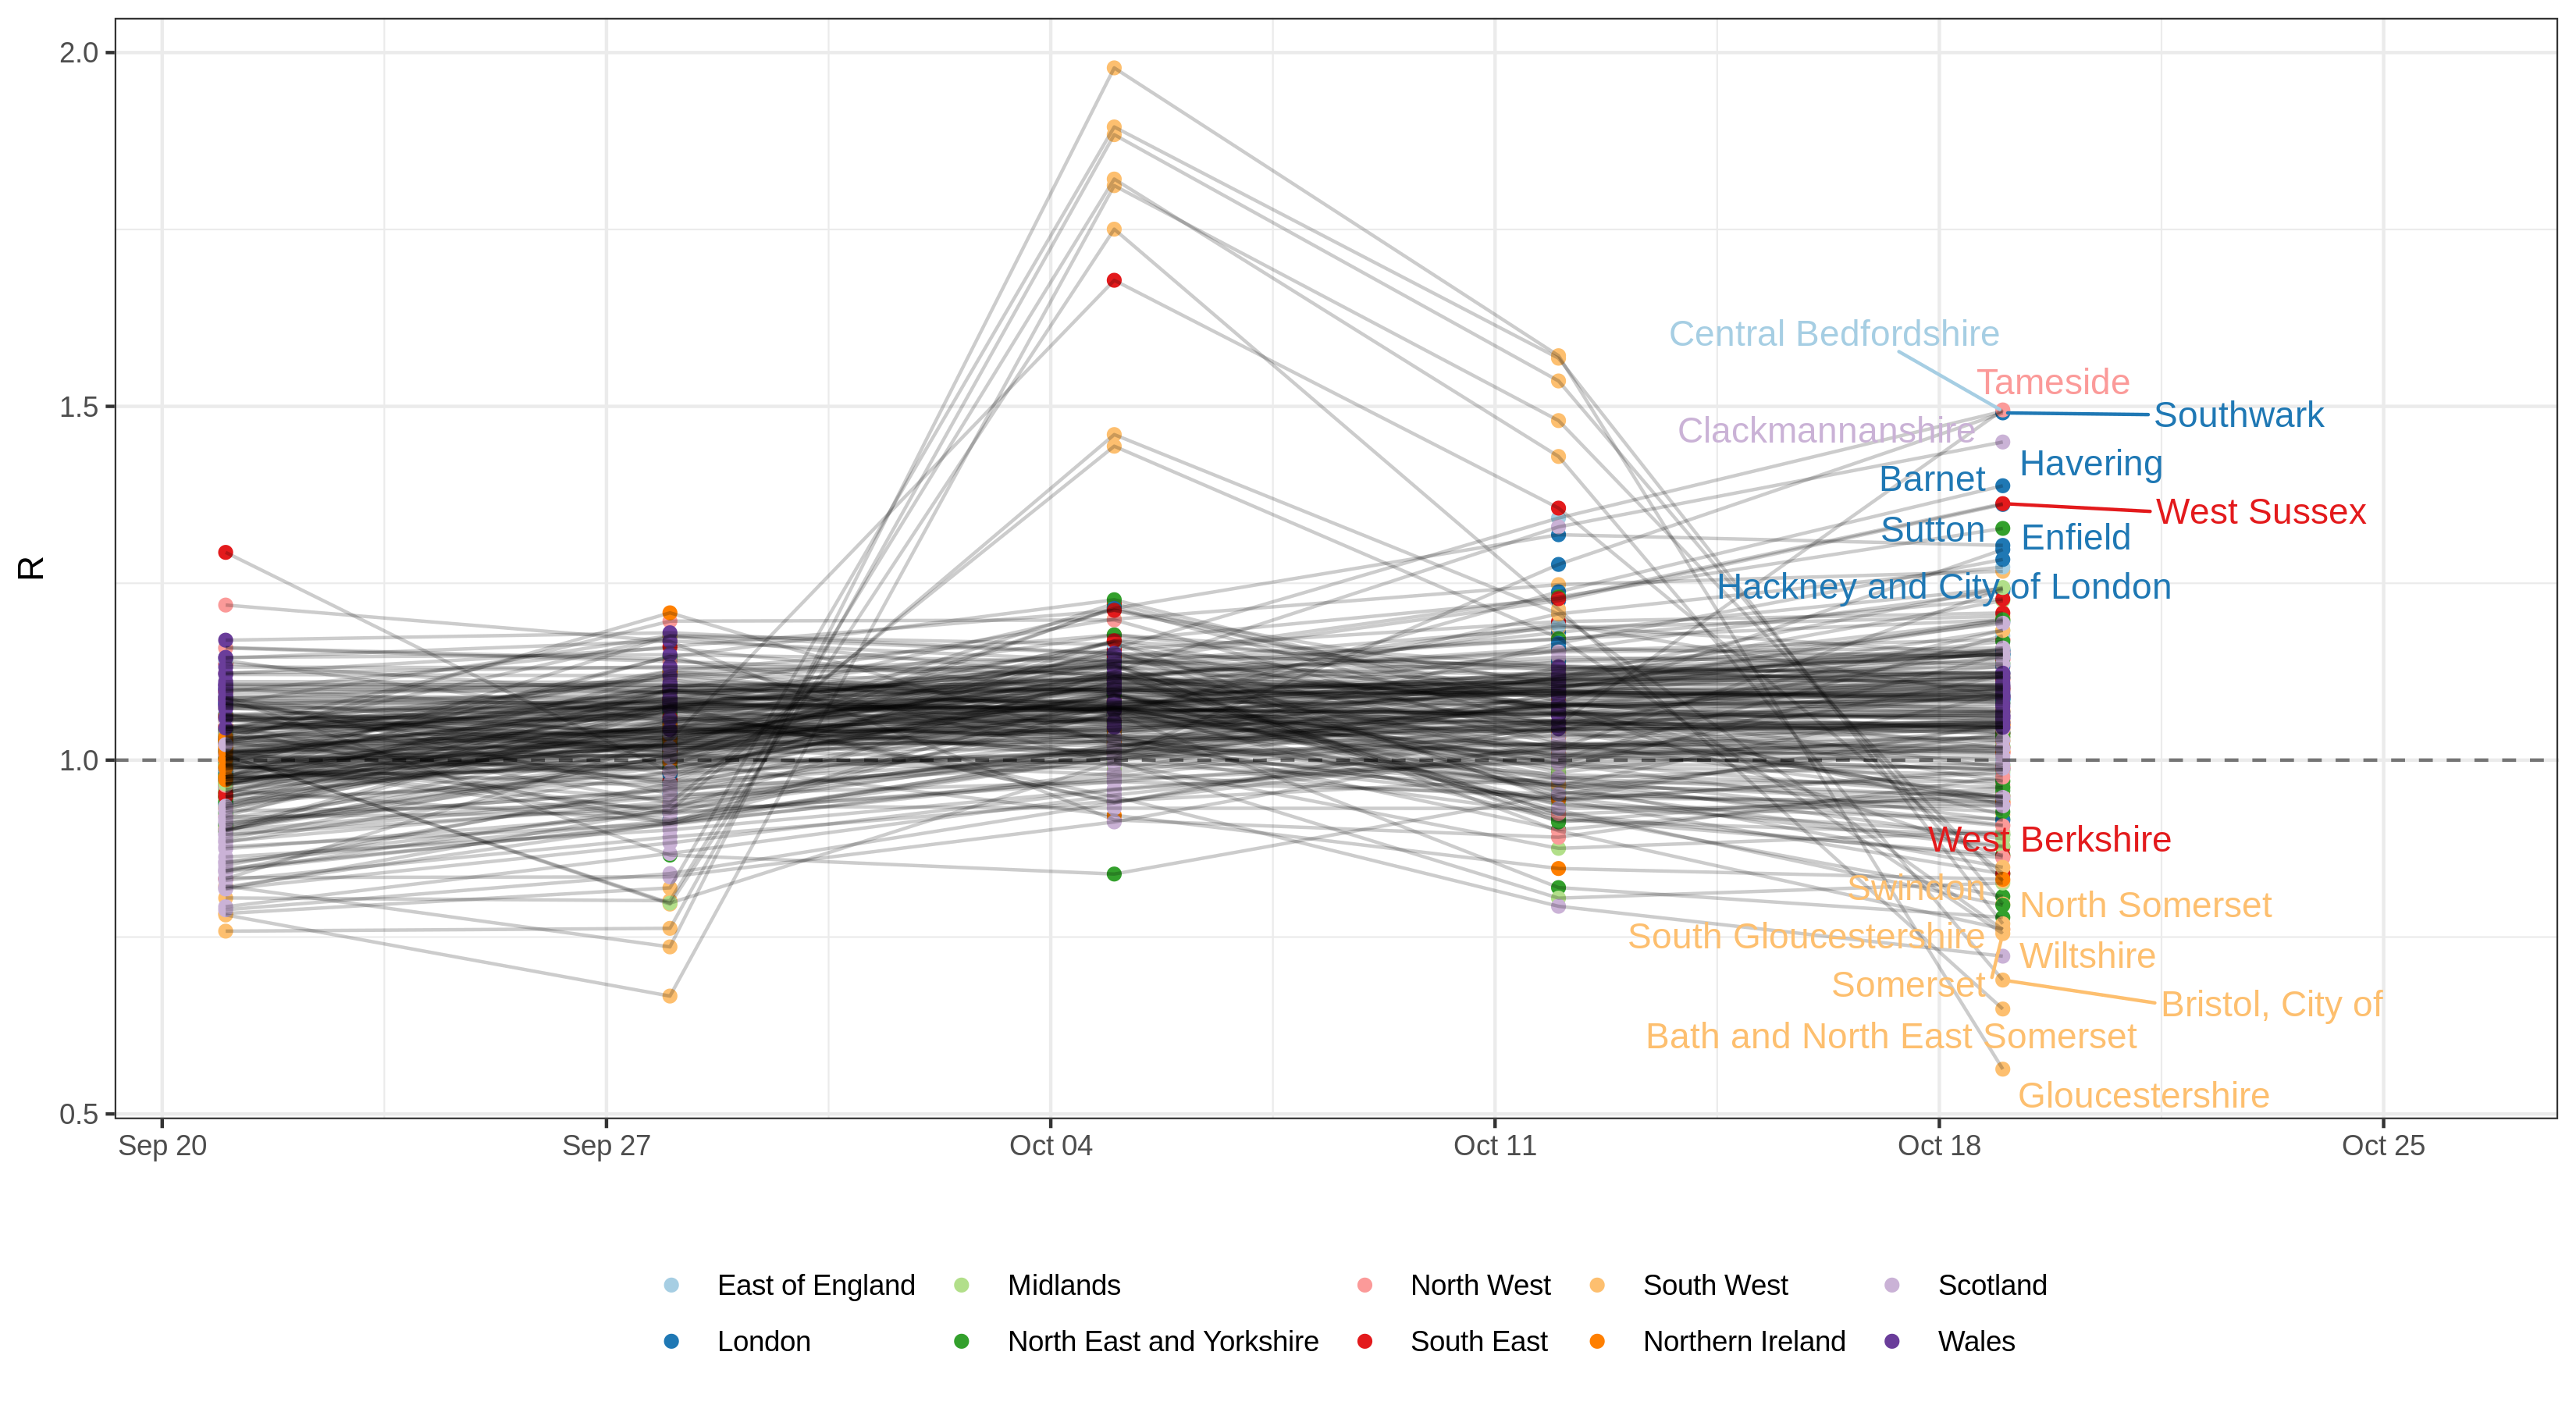 2.0
1.5
1.0
0.5
R
Central Bedfordshire
Tameside
Southwark
Clackmannanshire
Havering
Barnet
West Sussex
Sutton
Enfield
Hackney and City of London
West Berkshire
Swindon
North Somerset
South Gloucestershire
Wiltshire
Somerset
Bristol, City of
Bath and North East Somerset
Gloucestershire
Sep 20 Sep 27 Oct 04 Oct 11 Oct 18 Oct 25
East of England Midlands North West South West Scotland
London North East and Yorkshire South East Northern Ireland Wales